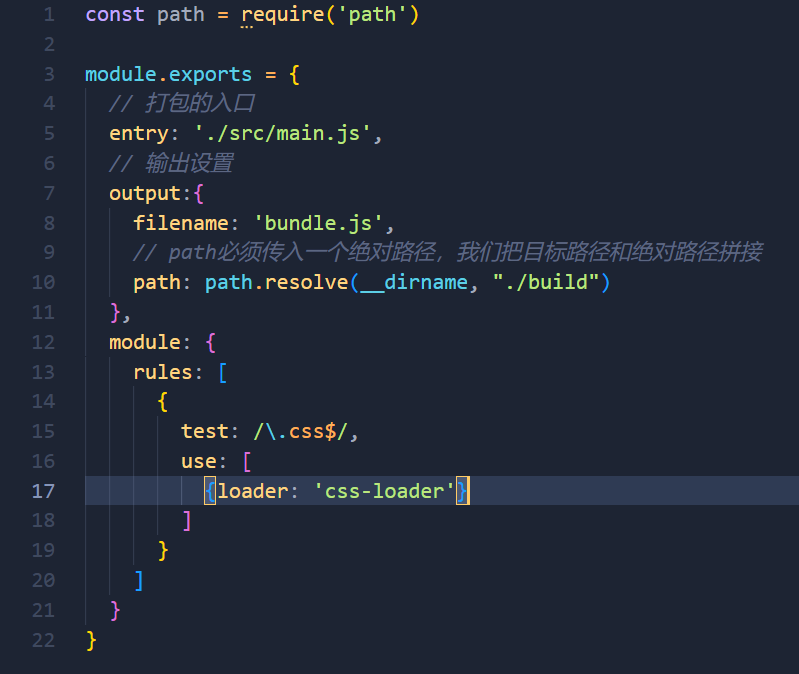 1 const path = require('path')
2
3 module.exports = {
4 // 打包的入口
5 entry: './src/main.js',
6 // 输出设置
7 output:{
8 filename: 'bundle.js',
9 // path必须传入一个绝对路径，我们把目标路径和绝对路径拼接
10 path: path.resolve(__dirname, "./build")
11 },
12 module: {
13 rules: [
14 {
15 test: /\.css$/,
16 use: [
17 {loader: 'css-loader'}
18 ]
19 }
20 ]
21 }
22 }